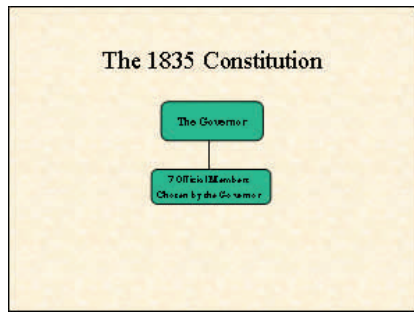 The 1835 Constitution
The Governor
7 Official Members
Chosen by the Governor